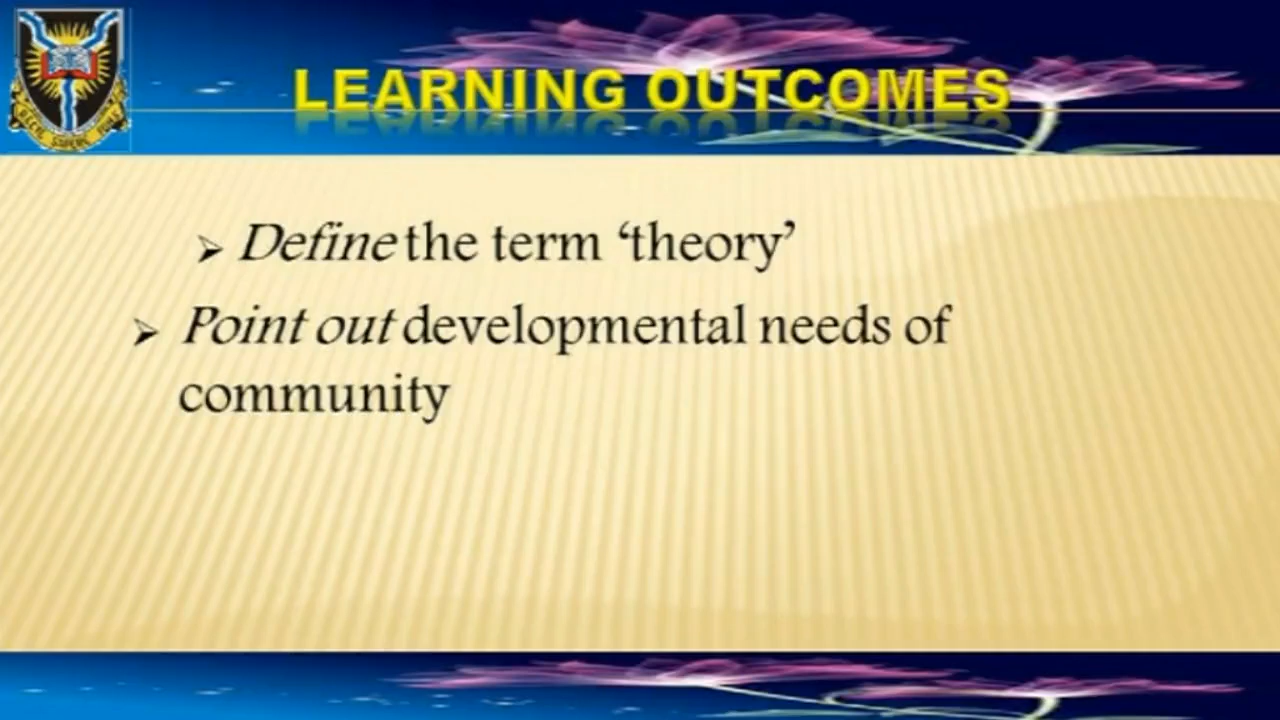 LEARNING OUTCOMES
➢ Define the term ‘theory’
➢ Point out developmental needs of
community